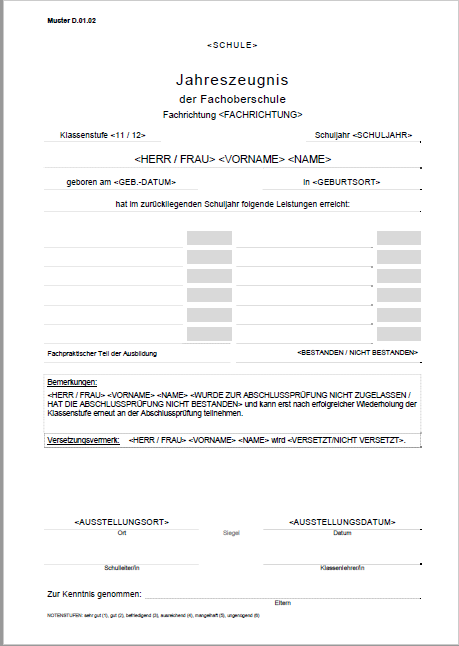 Muster D.01.02
<SCHULE>
Jahreszeugnis
der Fachoberschule
Fachrichtung <FACHRICHTUNG>
Klassenstufe <11 / 12> Schuljahr <SCHULJAHR>
<HERR / FRAU> <VORNAME> <NAME>
geboren am <GEB.-DATUM> in <GEBURTSORT>
hat im zurückliegenden Schuljahr folgende Leistungen erreicht:
Fachpraktischer Teil der Ausbildung <BESTANDEN / NICHT BESTANDEN>
Bemerkungen:
<HERR / FRAU> <VORNAME> <NAME> <WURDE ZUR ABSCHLUSSPRÜFUNG NICHT ZUGELASSEN /
HAT DIE ABSCHLUSSPRÜFUNG NICHT BESTANDEN> und kann erst nach erfolgreicher Wiederholung der
Klassenstufe erneut an der Abschlussprüfung teilnehmen.
Versetzungsvermerk: <HERR / FRAU> <VORNAME> <NAME> wird <VERSETZT/NICHT VERSETZT>.
<AUSSTELLUNGSORT> <AUSSTELLUNGSDATUM>
Ort Siegel Datum
Schulleiter/in Klassenlehrer/in
Zur Kenntnis genommen:
Eltern
NOTENSTUFEN: sehr gut (1), gut (2), befriedigend (3), ausreichend (4), mangelhaft (5), ungenügend (6)